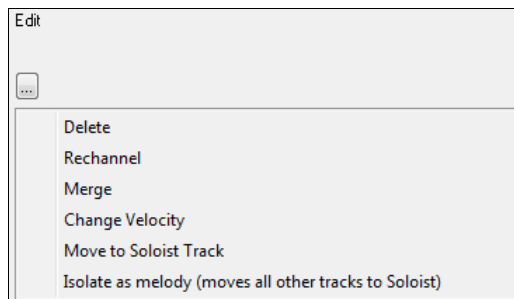 Edit
...
Delete
Rechannel
Merge
Change Velocity
Move to Soloist Track
Isolate as melody (moves all other tracks to Soloist)